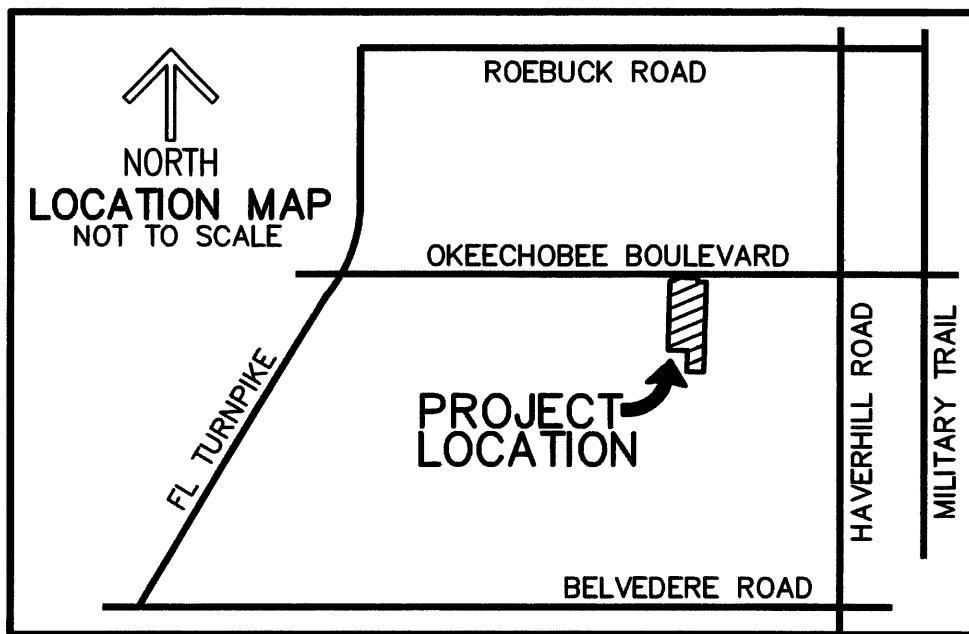 ROEBUCK ROAD
NORTH
LOCATION MAP
NOT TO SCALE
OKEECHOBEE BOULEVARD
FL TURNPIKE
PROJECT
LOCATION
HAVERHILL ROAD
MILITARY TRAIL
BELVEDERE ROAD